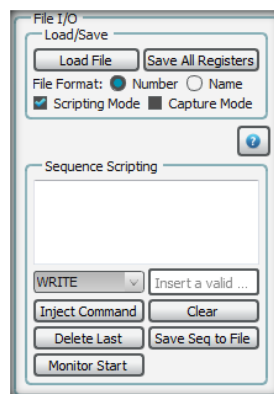 File I/O
Load/Save
Load File Save All Registers
File Format: Number Name
Scripting Mode Capture Mode
?
Sequence Scripting
WRITE Insert a valid ...
Inject Command Clear
Delete Last Save Seq to File
Monitor Start